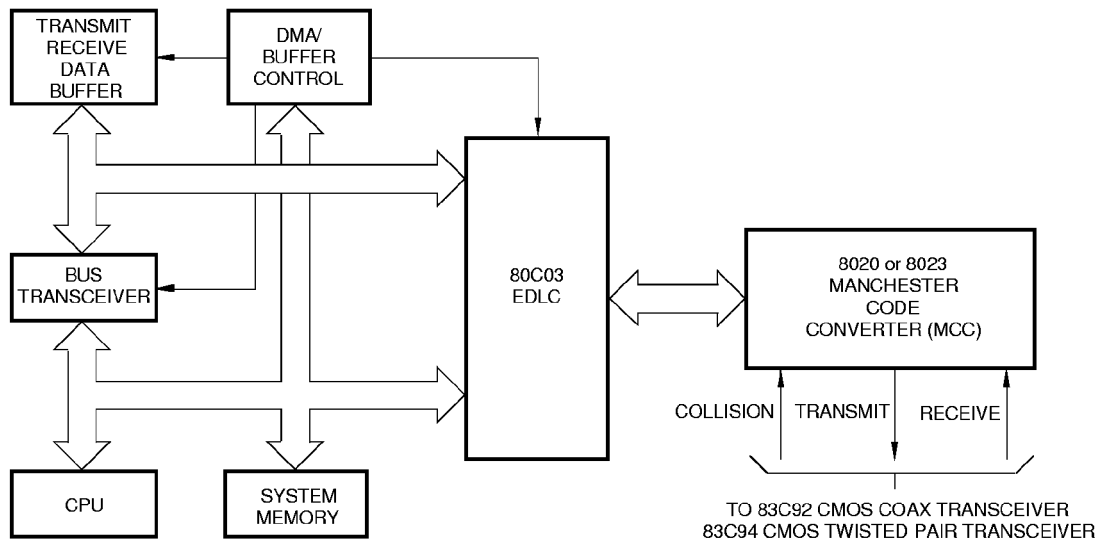 TRANSMIT
RECEIVE
DATA
BUFFER
DMA/
BUFFER
CONTROL
BUS
TRANSCEIVER
80C03
EDLC
8020 or 8023
MANCHESTER
CODE
CONVERTER (MCC)
COLLISION
TRANSMIT
RECEIVE
CPU
SYSTEM
MEMORY
TO 83C92 CMOS COAX TRANSCEIVER
83C94 CMOS TWISTED PAIR TRANSCEIVER